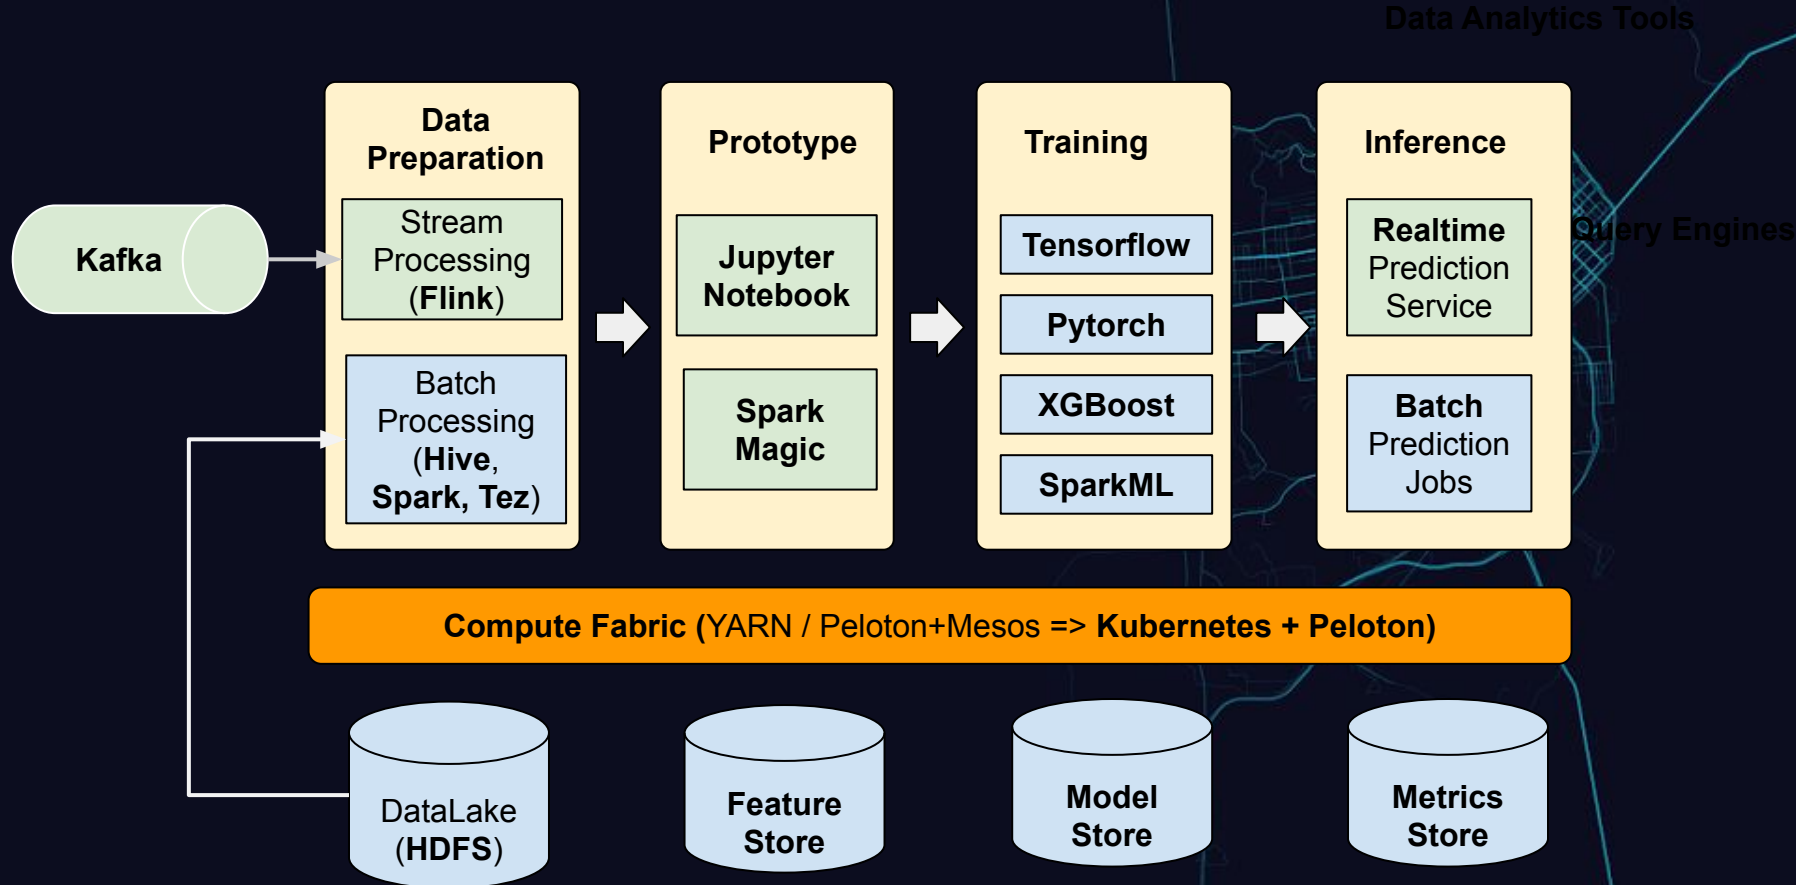 Data Analytics Tools
Data
Preparation
Prototype
Training
Inference
Kafka
Stream
Processing
(Flink)
Batch
Processing
(Hive,
Spark, Tez)
Jupyter
Notebook
Spark
Magic
Tensorflow
Pytorch
XGBoost
SparkML
Realtime
Prediction
Service
Batch
Prediction
Jobs
Query Engines
Compute Fabric (YARN / Peloton+Mesos => Kubernetes + Peloton)
DataLake
(HDFS)
Feature
Store
Model
Store
Metrics
Store